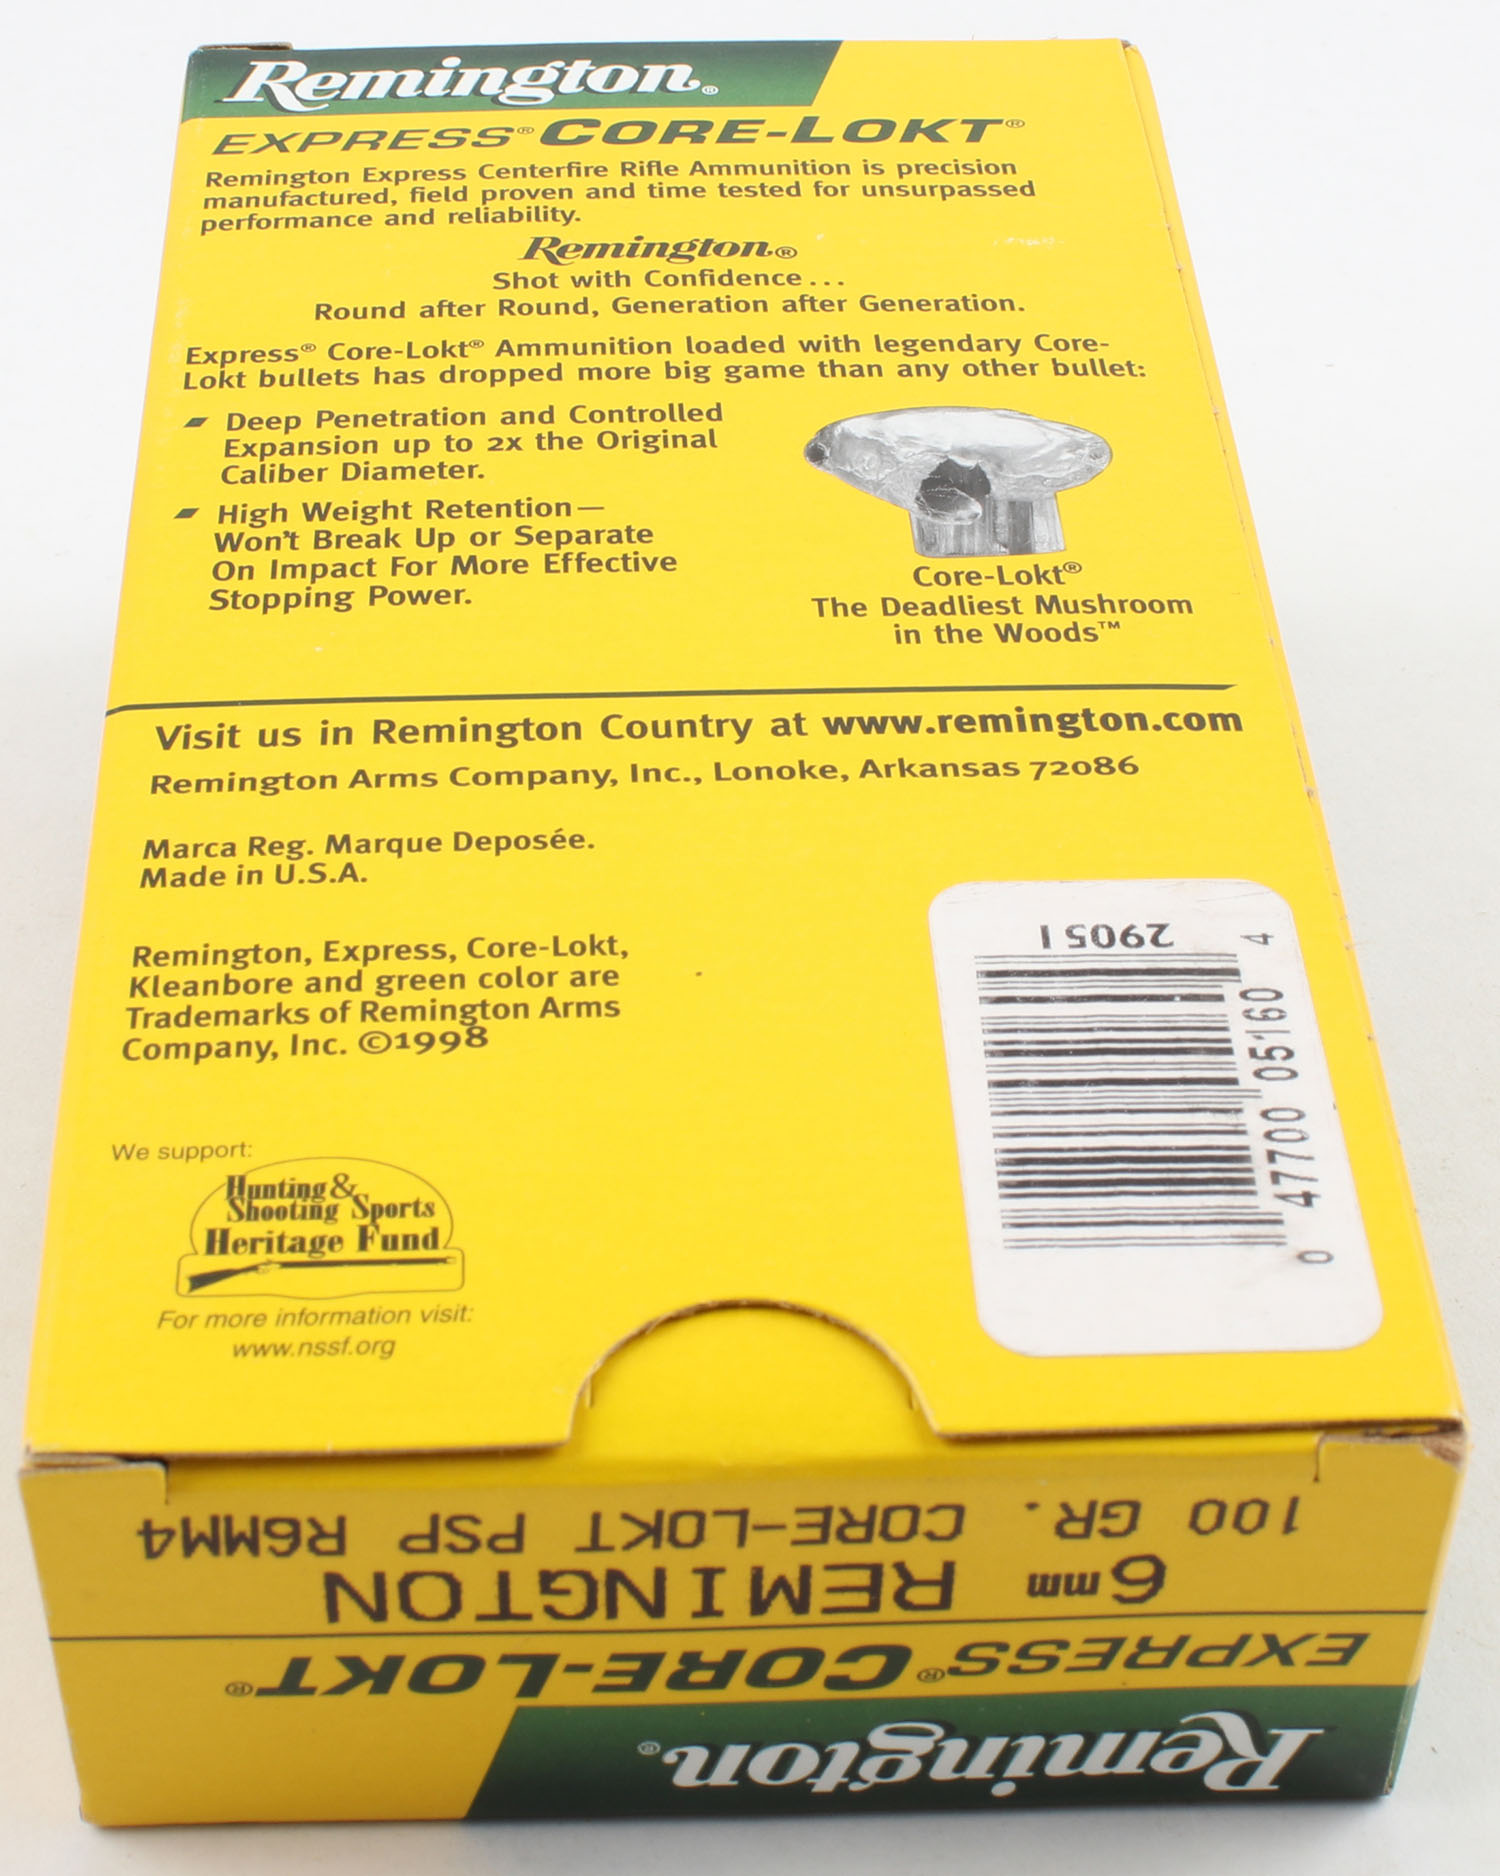 Remington®
EXPRESS® CORE-LOKT®
Remington Express Centerfire Rifle Ammunition is precision
manufactured, field proven and time tested for unsurpassed
performance and reliability.
Remington®
Shot with Confidence...
Round after Round, Generation after Generation.
Express® Core-Lokt® Ammunition loaded with legendary Core-
Lokt bullets has dropped more big game than any other bullet:
Deep Penetration and Controlled
Expansion up to 2x the Original
Caliber Diameter.
High Weight Retention—
Won't Break Up or Separate
On Impact For More Effective
Stopping Power.
Core-Lokt®
The Deadliest Mushroom
in the Woods™
Visit us in Remington Country at www.remington.com
Remington Arms Company, Inc., Lonoke, Arkansas 72086
Marca Reg. Marque Deposée.
Made in U.S.A.
Remington, Express, Core-Lokt,
Kleanbore and green color are
Trademarks of Remington Arms
Company, Inc. ©1998
29051
0 47700 05160 4
We support:
Hunting &
Shooting Sports
Heritage Fund
For more information visit:
www.nssf.org
Remington®
EXPRESS® CORE-LOKT®
6mm REMINGTON
100 GR. CORE-LOKT PSP R6MM4